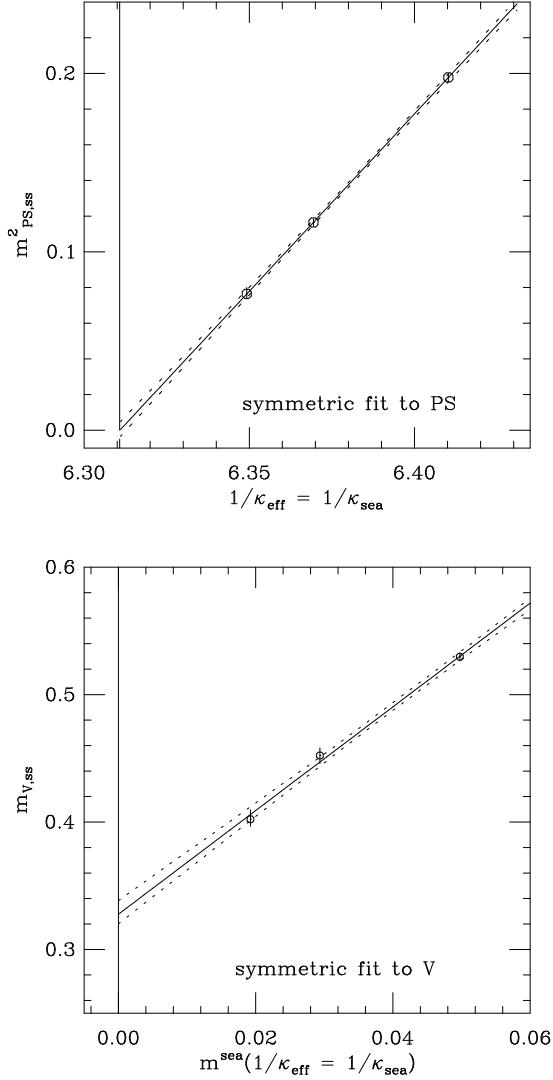 0.2
0.1
0.0
m²PS,ss
symmetric fit to PS
6.30 6.35 6.40
1/κeff = 1/κsea
0.6
0.5
0.4
0.3
mV,ss
symmetric fit to V
0.00 0.02 0.04 0.06
m^sea(1/κeff = 1/κsea)